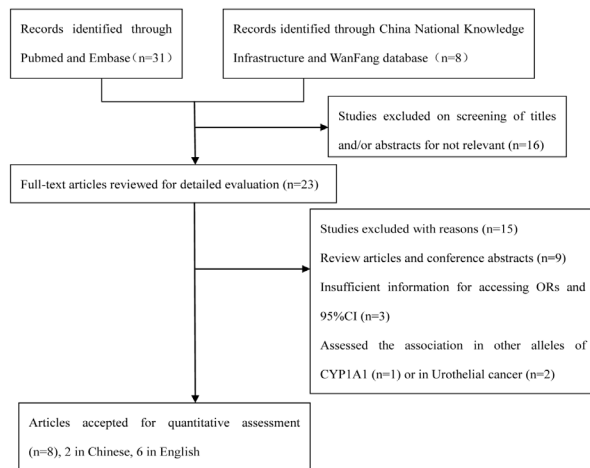 Records identified through
Pubmed and Embase（n=31）
Records identified through China National Knowledge
Infrastructure and WanFang database（n=8）
Studies excluded on screening of titles
and/or abstracts for not relevant (n=16)
Full-text articles reviewed for detailed evaluation (n=23)
Studies excluded with reasons (n=15)
Review articles and conference abstracts (n=9)
Insufficient information for accessing ORs and
95%CI (n=3)
Assessed the association in other alleles of
CYP1A1 (n=1) or in Urothelial cancer (n=2)
Articles accepted for quantitative assessment
(n=8), 2 in Chinese, 6 in English